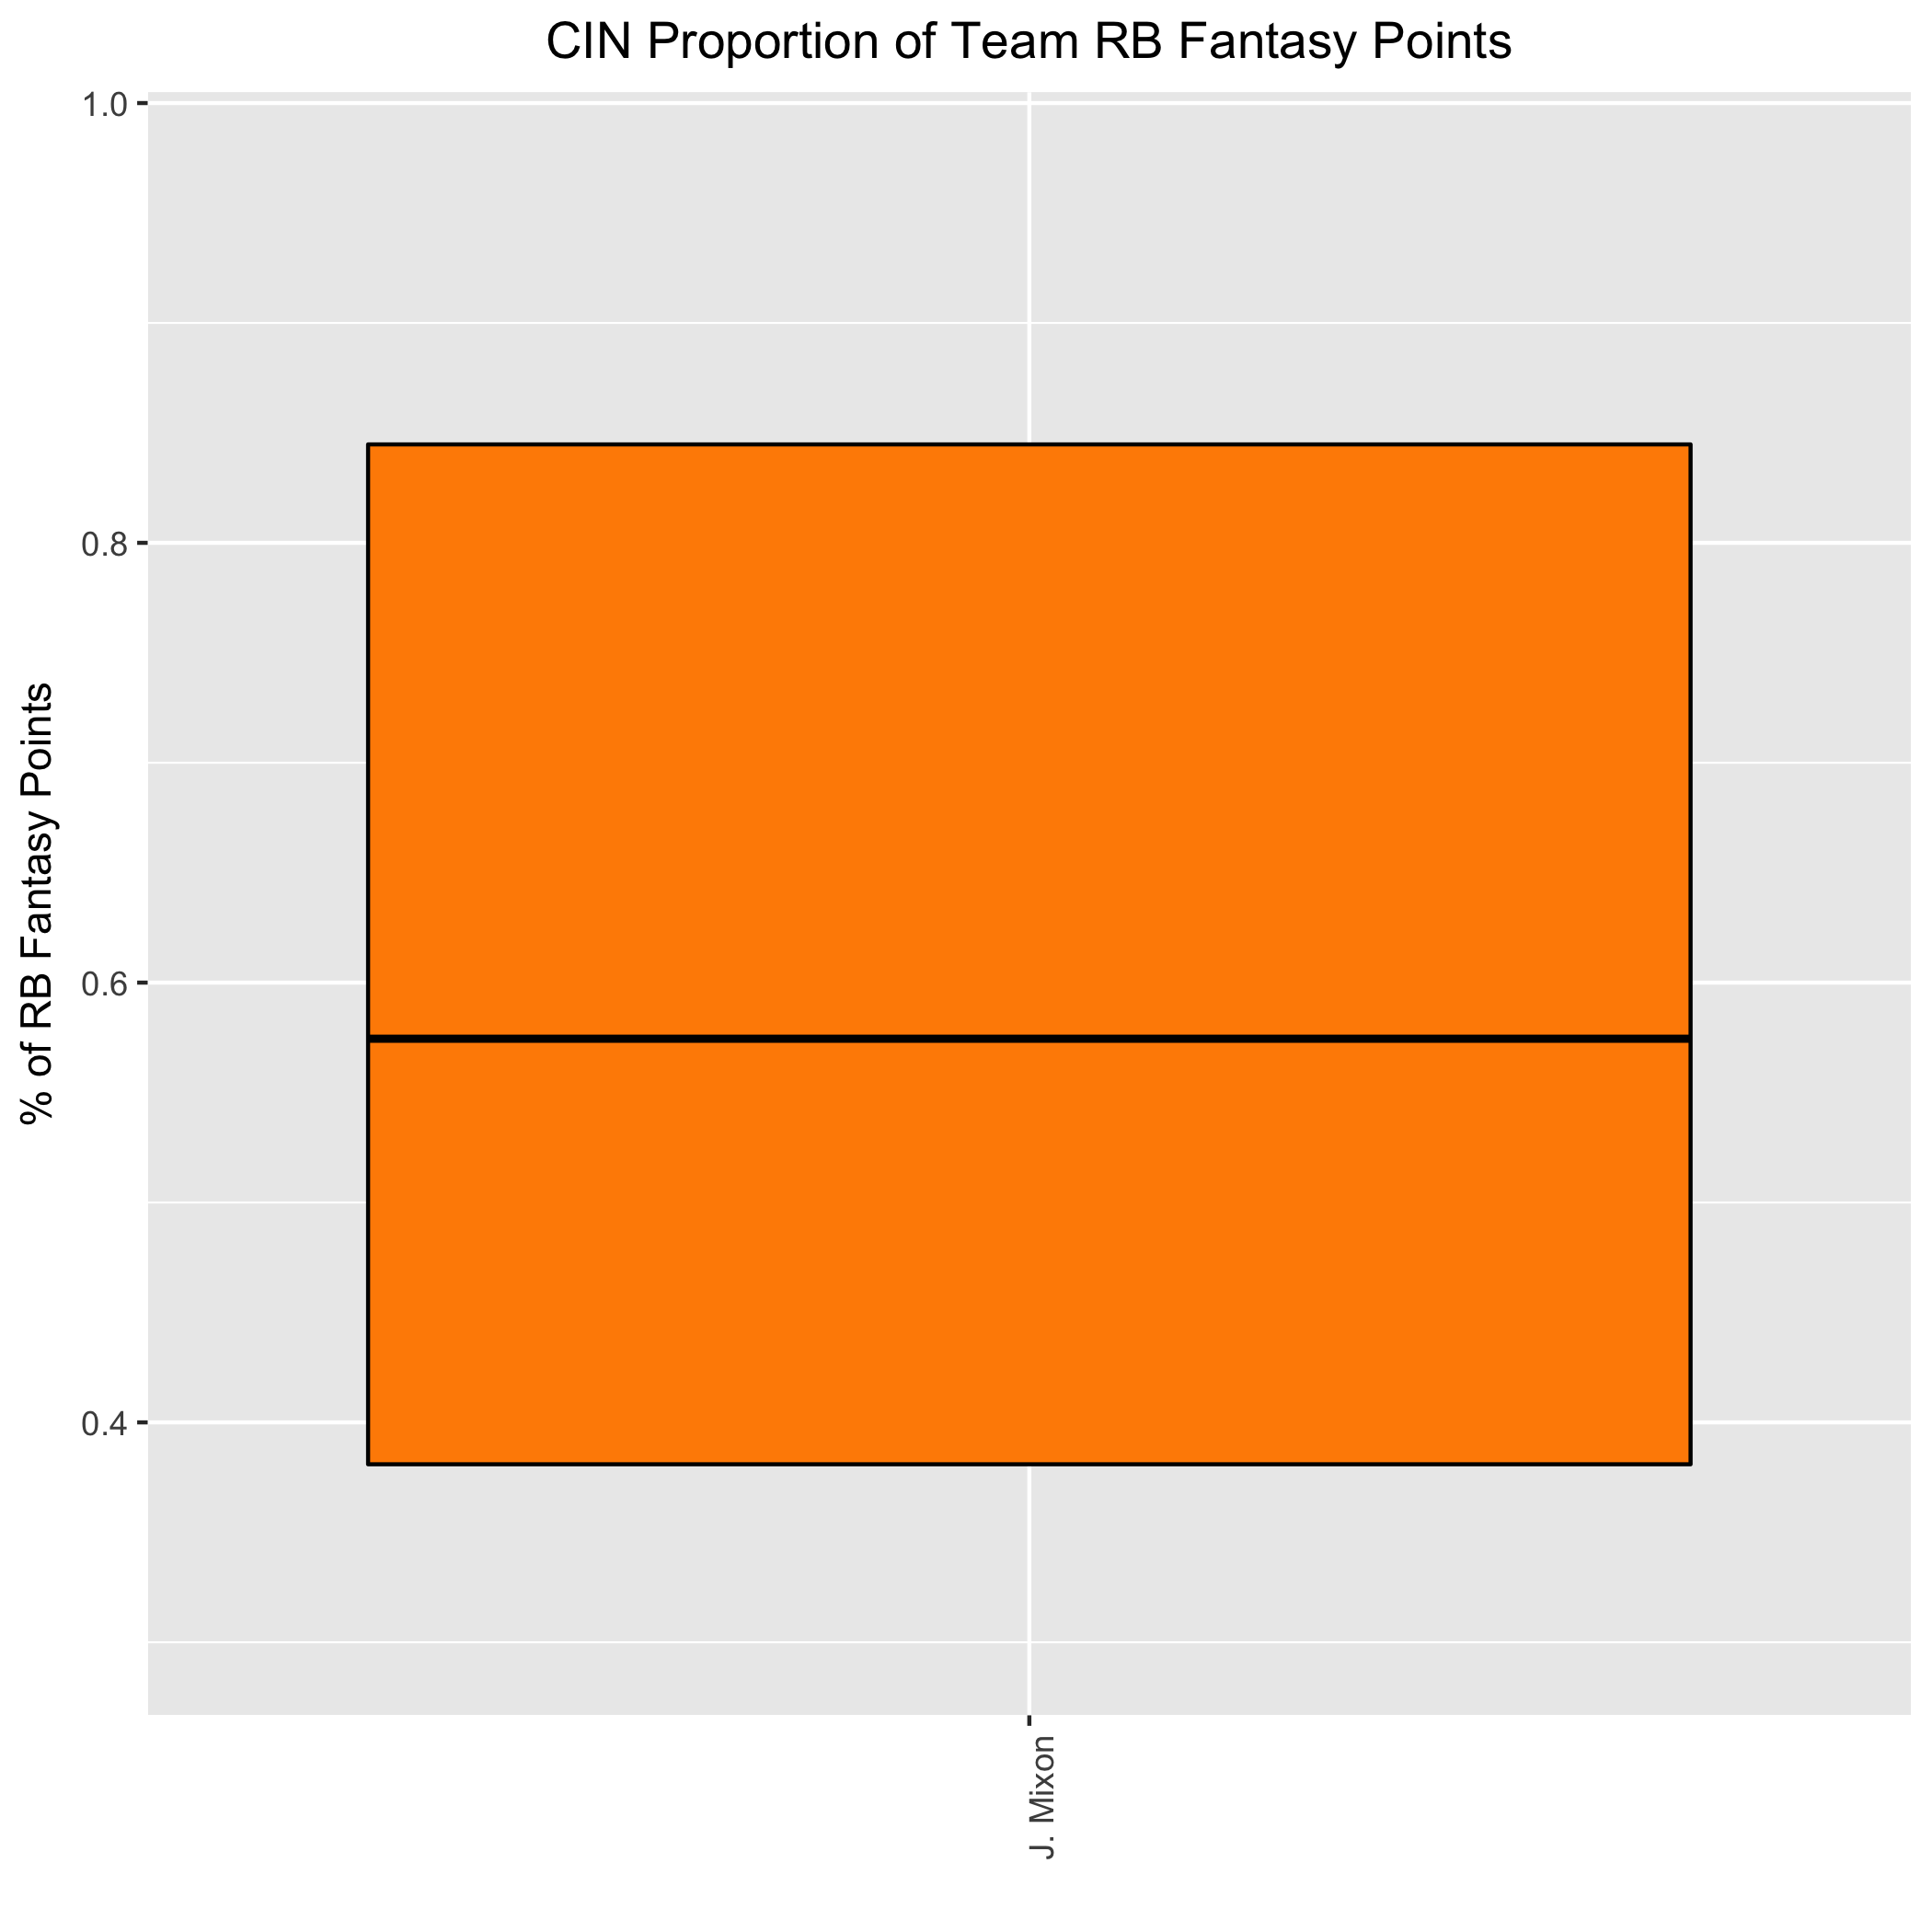 CIN Proportion of Team RB Fantasy Points
% of RB Fantasy Points
1.0
0.8
0.6
0.4
J. Mixon